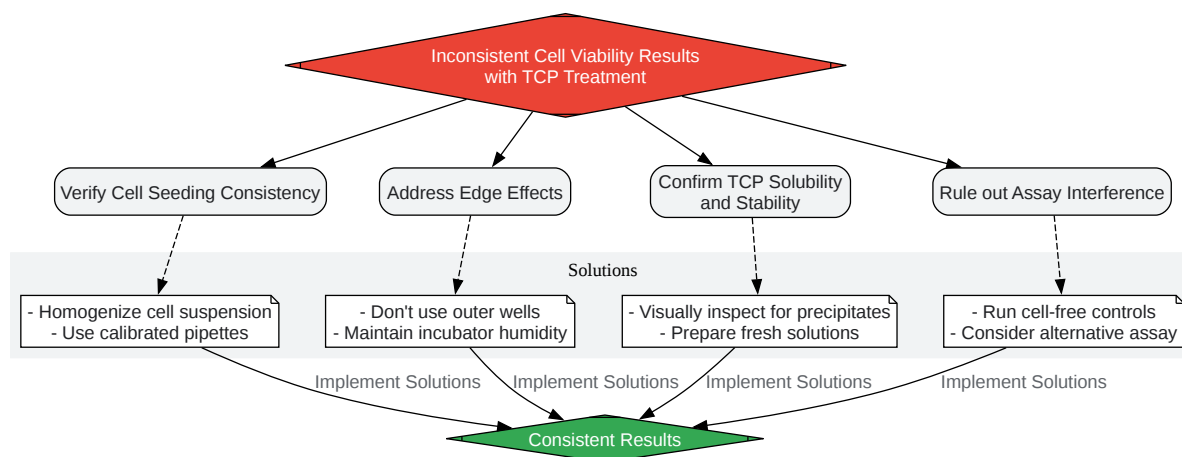 Inconsistent Cell Viability Results
with TCP Treatment
Verify Cell Seeding Consistency
Address Edge Effects
Confirm TCP Solubility
and Stability
Rule out Assay Interference
Solutions
- Homogenize cell suspension
- Use calibrated pipettes
- Don't use outer wells
- Maintain incubator humidity
- Visually inspect for precipitates
- Prepare fresh solutions
- Run cell-free controls
- Consider alternative assay
Implement Solutions
Implement Solutions
Implement Solutions
Implement Solutions
Consistent Results